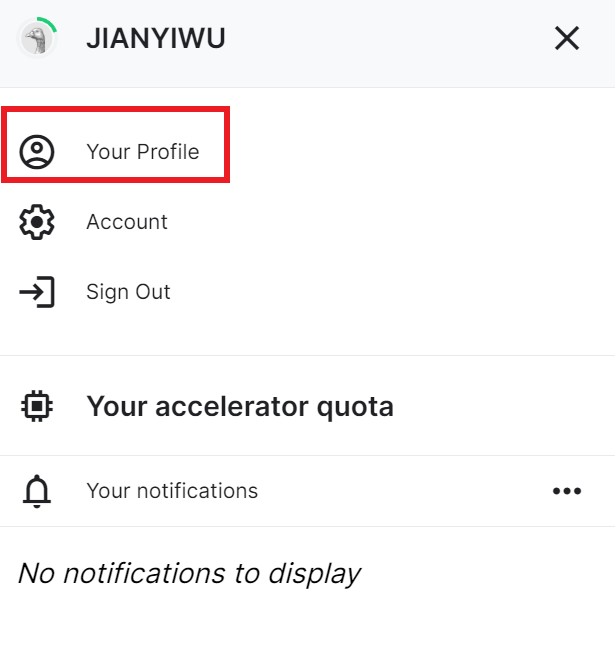 JIANYIWU
Your Profile
Account
Sign Out
Your accelerator quota
Your notifications
No notifications to display